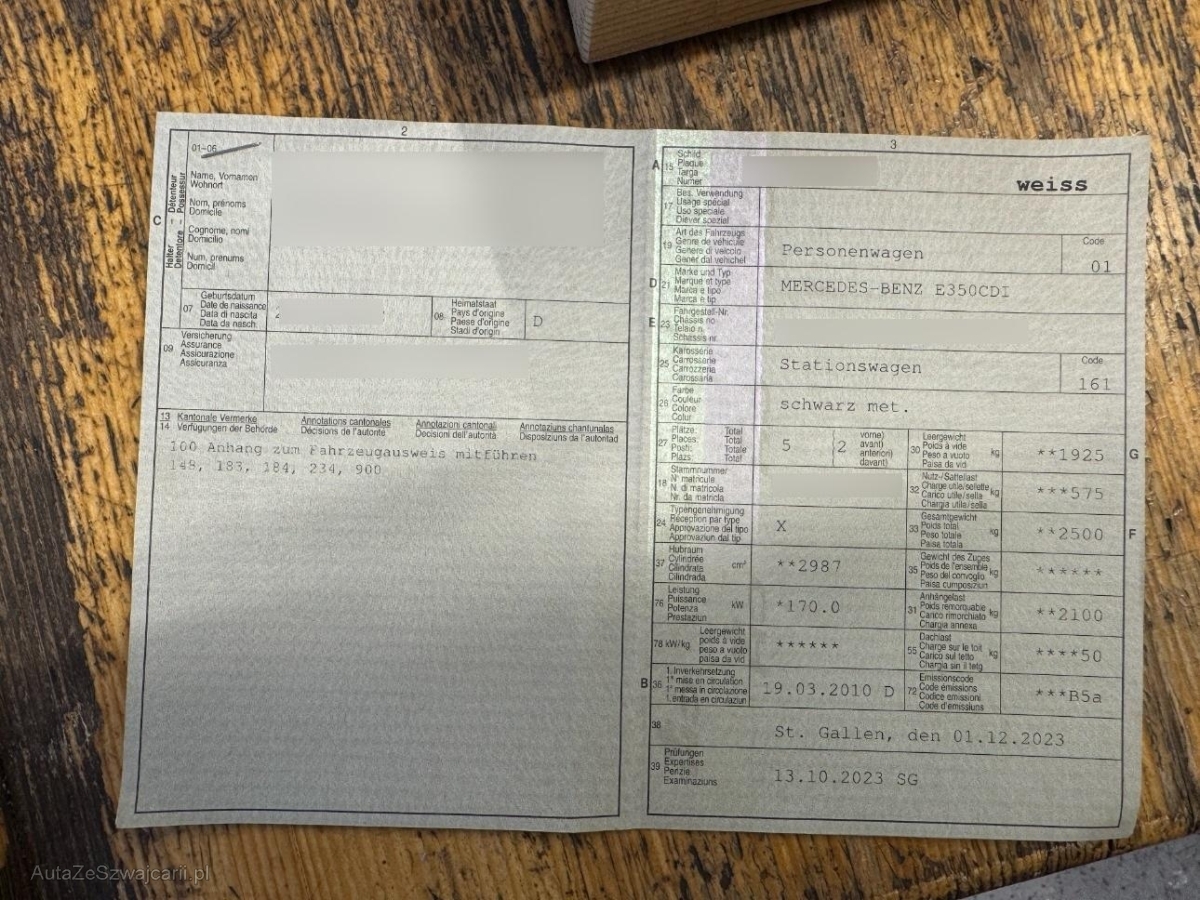 2
01-06
Halter - Détenteur
Detentore - Possessur
C
Name, Vornamen
Wohnort
Nom, prénoms
Domicile
Cognome, nomi
Domicilio
Num, prenums
Domicil
07
Geburtsdatum
Date de naissance
Data di nascita
Data da nasch.
08
Heimatstaat
Pays d'origine
Paese d'origine
Stadi d'origin
D
09
Versicherung
Assurance
Assicurazione
Assicuranza
13 Kantonale Vermerke Annotations cantonales Annotazioni cantonali Annotaziuns chantunalas
14 Verfügungen der Behörde Décisions de l'autorité Decisioni dell'autorità Disposiziuns da l'autoritad
100 Anhang zum Fahrzeugausweis mitführen
148, 183, 184, 234, 900
3
A
15
Schild
Plaque
Targa
Numer
weiss
17
Bes. Verwendung
Usage spécial
Uso speciale
Diever spezial
19
Art des Fahrzeugs
Genre de véhicule
Genere di veicolo
Gener dal vehichel
Personenwagen
Code
01
D
21
Marke und Typ
Marque et type
Marca e tipo
Marca e tip
MERCEDES-BENZ E350CDI
E
23
Fahrgestell-Nr.
Châssis no
Telaio n.
Schassis nr.
25
Karosserie
Carrosserie
Carrozzeria
Carossaria
Stationswagen
Code
161
26
Farbe
Couleur
Colore
Colur
schwarz met.
27
Plätze: Total
Places: Total
Posti: Totale
Plazs: Total
5
2
vorne)
avant)
anteriori)
davant)
30
Leergewicht
Poids à vide
Peso a vuoto
Paisa da vid
kg
**1925
G
18
Stammnummer
N° matricule
N. di matricola
Nr. da matricla
32
Nutz-/Sattellast
Charge utile/sellette
Carico utile/sella
Chargia utila/sella
kg
***575
24
Typengenehmigung
Réception par type
Approvazione del tipo
Approvaziun dal tip
X
33
Gesamtgewicht
Poids total
Peso totale
Paisa totala
kg
**2500
F
37
Hubraum
Cylindrée
Cilindrata
Cilindrada
cm³
**2987
35
Gewicht des Zuges
Poids de l'ensemble
Peso del convoglio
Paisa cumposiziun
kg
******
76
Leistung
Puissance
Potenza
Prestaziun
kW
*170.0
31
Anhängelast
Poids remorquable
Carico rimorchiato
Chargia annexa
kg
**2100
78 kW/kg
Leergewicht
poids à vide
peso a vuoto
paisa da vid
******
55
Dachlast
Charge sur le toit
Carico sul tetto
Chargia sin il tetg
kg
****50
B
36
1. Inverkehrsetzung
1re mise en circulation
1a messa in circolazione
1. entrada en circulaziun
19.03.2010 D
72
Emissionscode
Code émissions
Codice emissioni
Code d'emissiuns
***B5a
38
St. Gallen, den 01.12.2023
39
Prüfungen
Expertises
Perizie
Examinaziuns
13.10.2023 SG
AutaZeSzwajcarii.pl